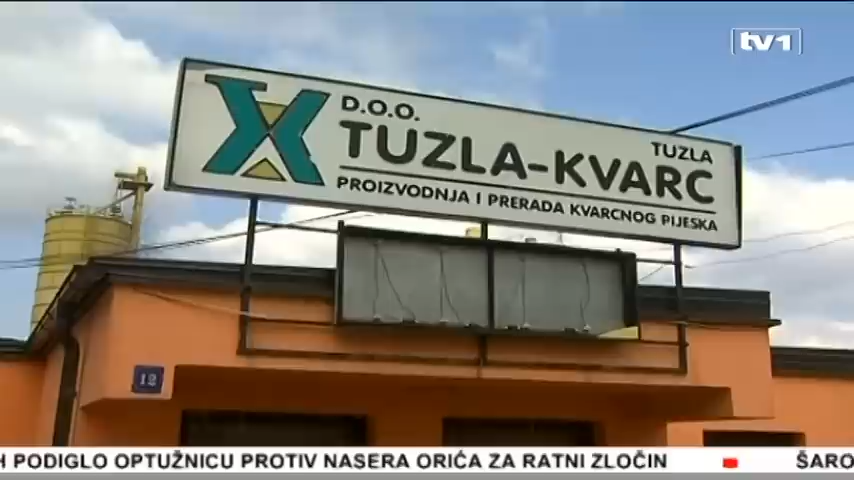 tv1
D.O.O.
TUZLA-KVARC
TUZLA
PROIZVODNJA I PRERADA KVARCNOG PIJESKA
12
H PODIGLO OPTUŽNICU PROTIV NASERA ORIĆA ZA RATNI ZLOČIN ŠARO